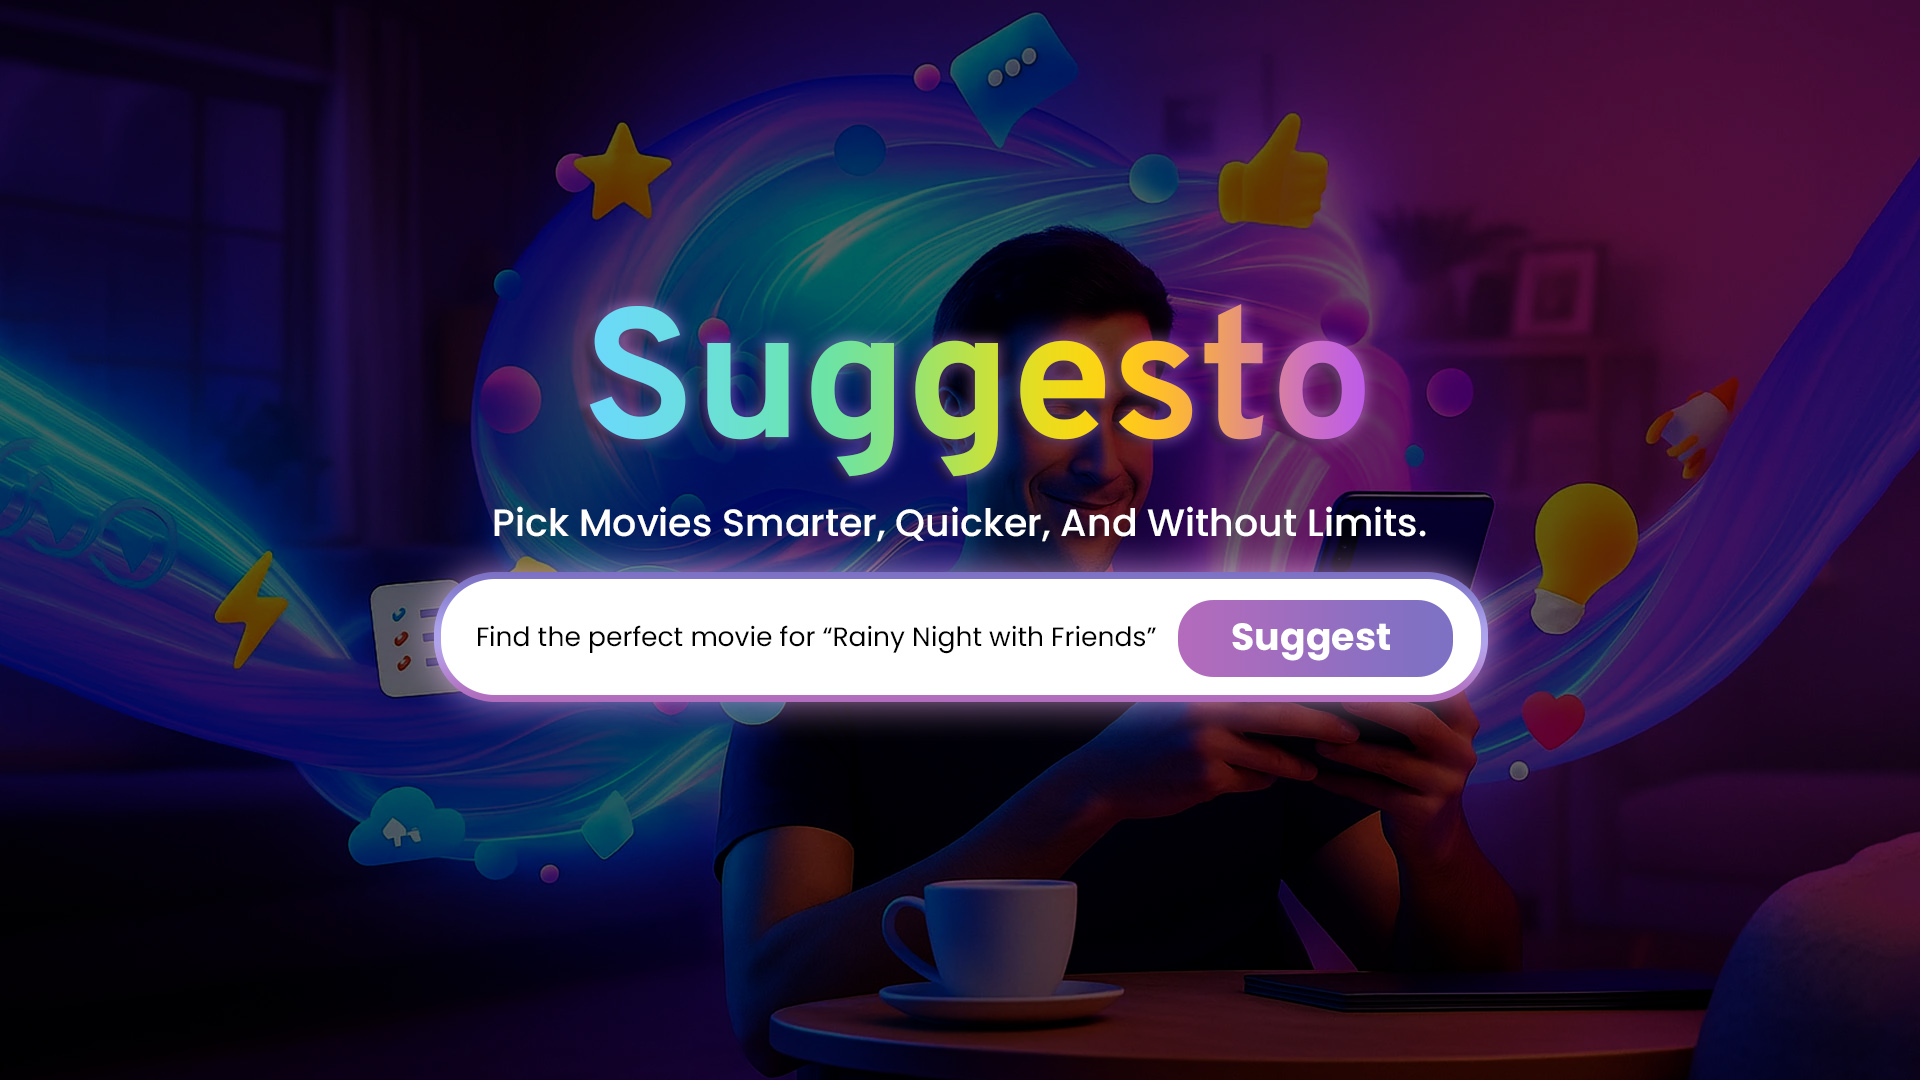 Suggesto
Pick Movies Smarter, Quicker, And Without Limits.
Find the perfect movie for “Rainy Night with Friends”
Suggest